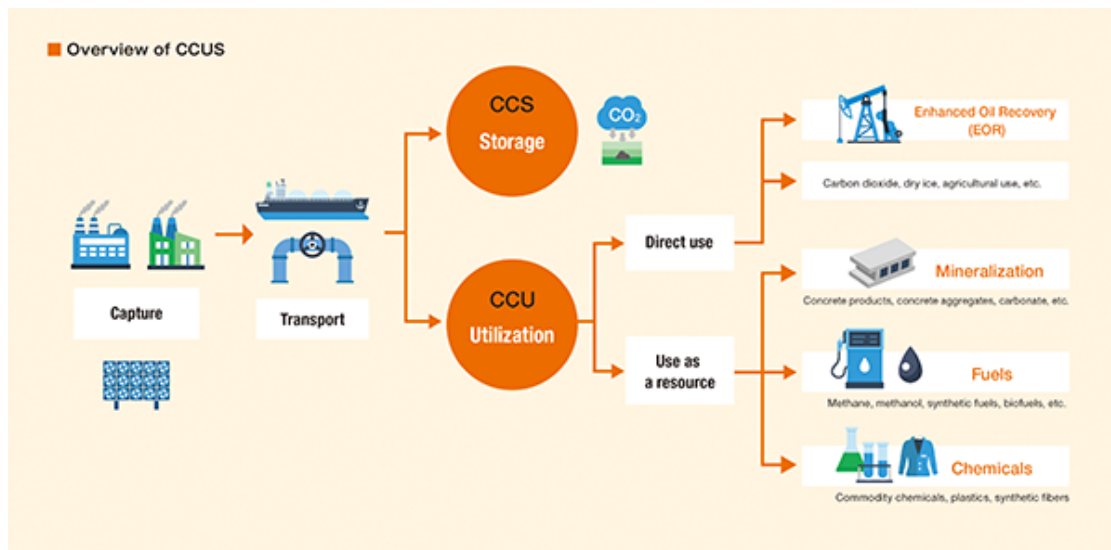 Overview of CCUS
Capture
Transport
CCS
Storage
CO₂
CCU
Utilization
Direct use
Use as
a resource
Enhanced Oil Recovery
(EOR)
Carbon dioxide, dry ice, agricultural use, etc.
Mineralization
Concrete products, concrete aggregates, carbonate, etc.
Fuels
Methane, methanol, synthetic fuels, biofuels, etc.
Chemicals
Commodity chemicals, plastics, synthetic fibers